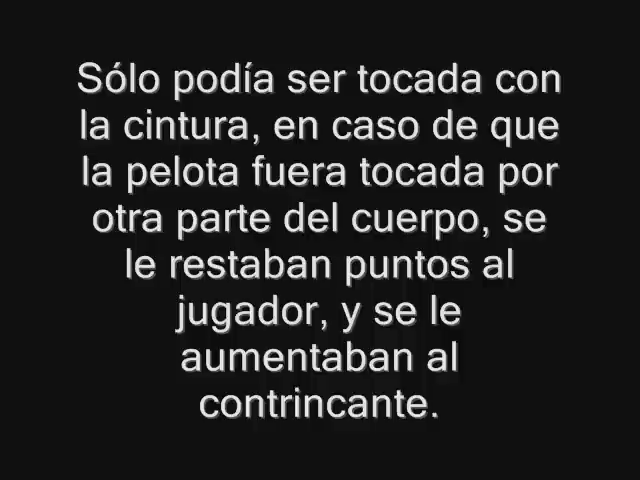 Sólo podía ser tocada con
la cintura, en caso de que
la pelota fuera tocada por
otra parte del cuerpo, se
le restaban puntos al
jugador, y se le
aumentaban al
contrincante.